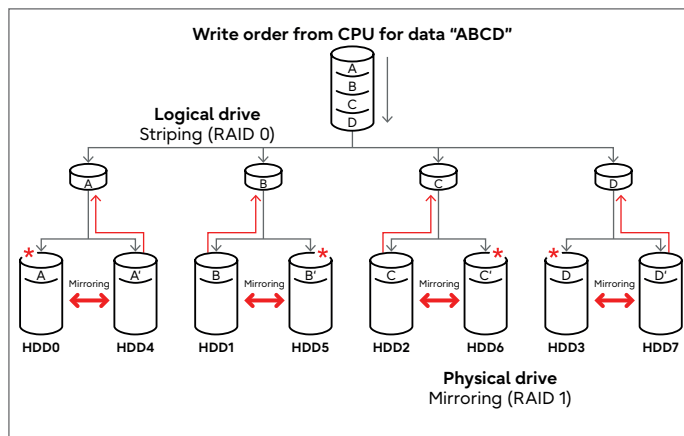 Write order from CPU for data “ABCD”
A
B
C
D
Logical drive
Striping (RAID 0)
A
B
C
D
*
*
*
*
A
A’
B
B’
C
C’
D
D’
Mirroring
Mirroring
Mirroring
Mirroring
HDD0
HDD4
HDD1
HDD5
HDD2
HDD6
HDD3
HDD7
Physical drive
Mirroring (RAID 1)